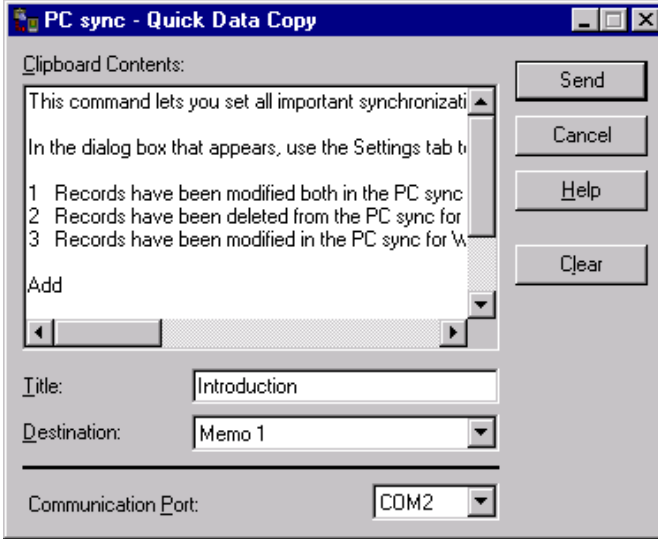 PC sync - Quick Data Copy
Clipboard Contents:
This command lets you set all important synchronizati
In the dialog box that appears, use the Settings tab t
1 Records have been modified both in the PC sync
2 Records have been deleted from the PC sync for
3 Records have been modified in the PC sync for W
Add
Send
Cancel
Help
Clear
Title: Introduction
Destination: Memo 1
Communication Port: COM2